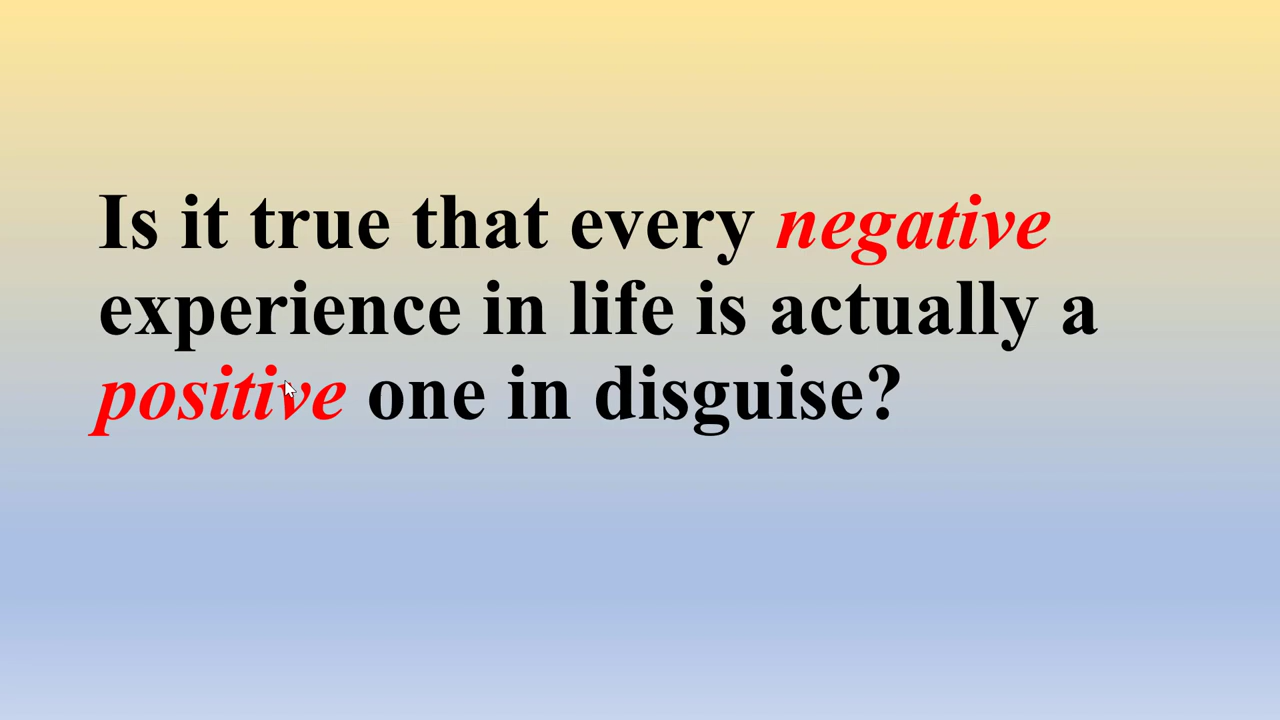 Is it true that every negative
experience in life is actually a
positive one in disguise?